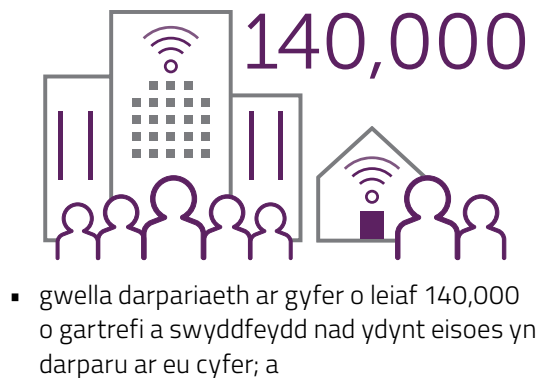 140,000
▪ gwella darpariaeth ar gyfer o leiaf 140,000
o gartrefi a swyddfeydd nad ydynt eisoes yn
darparu ar eu cyfer; a